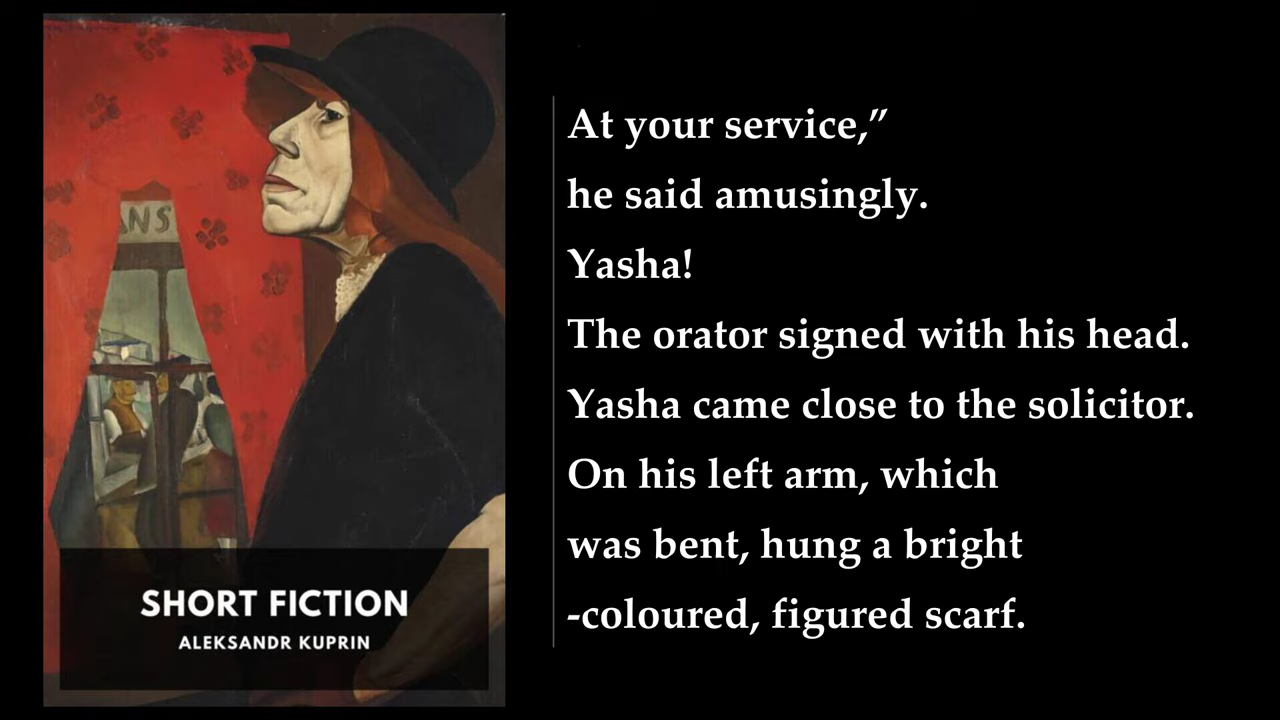 ANS
SHORT FICTION
ALEKSANDR KUPRIN
At your service,”
he said amusingly.
Yasha!
The orator signed with his head.
Yasha came close to the solicitor.
On his left arm, which
was bent, hung a bright
-coloured, figured scarf.